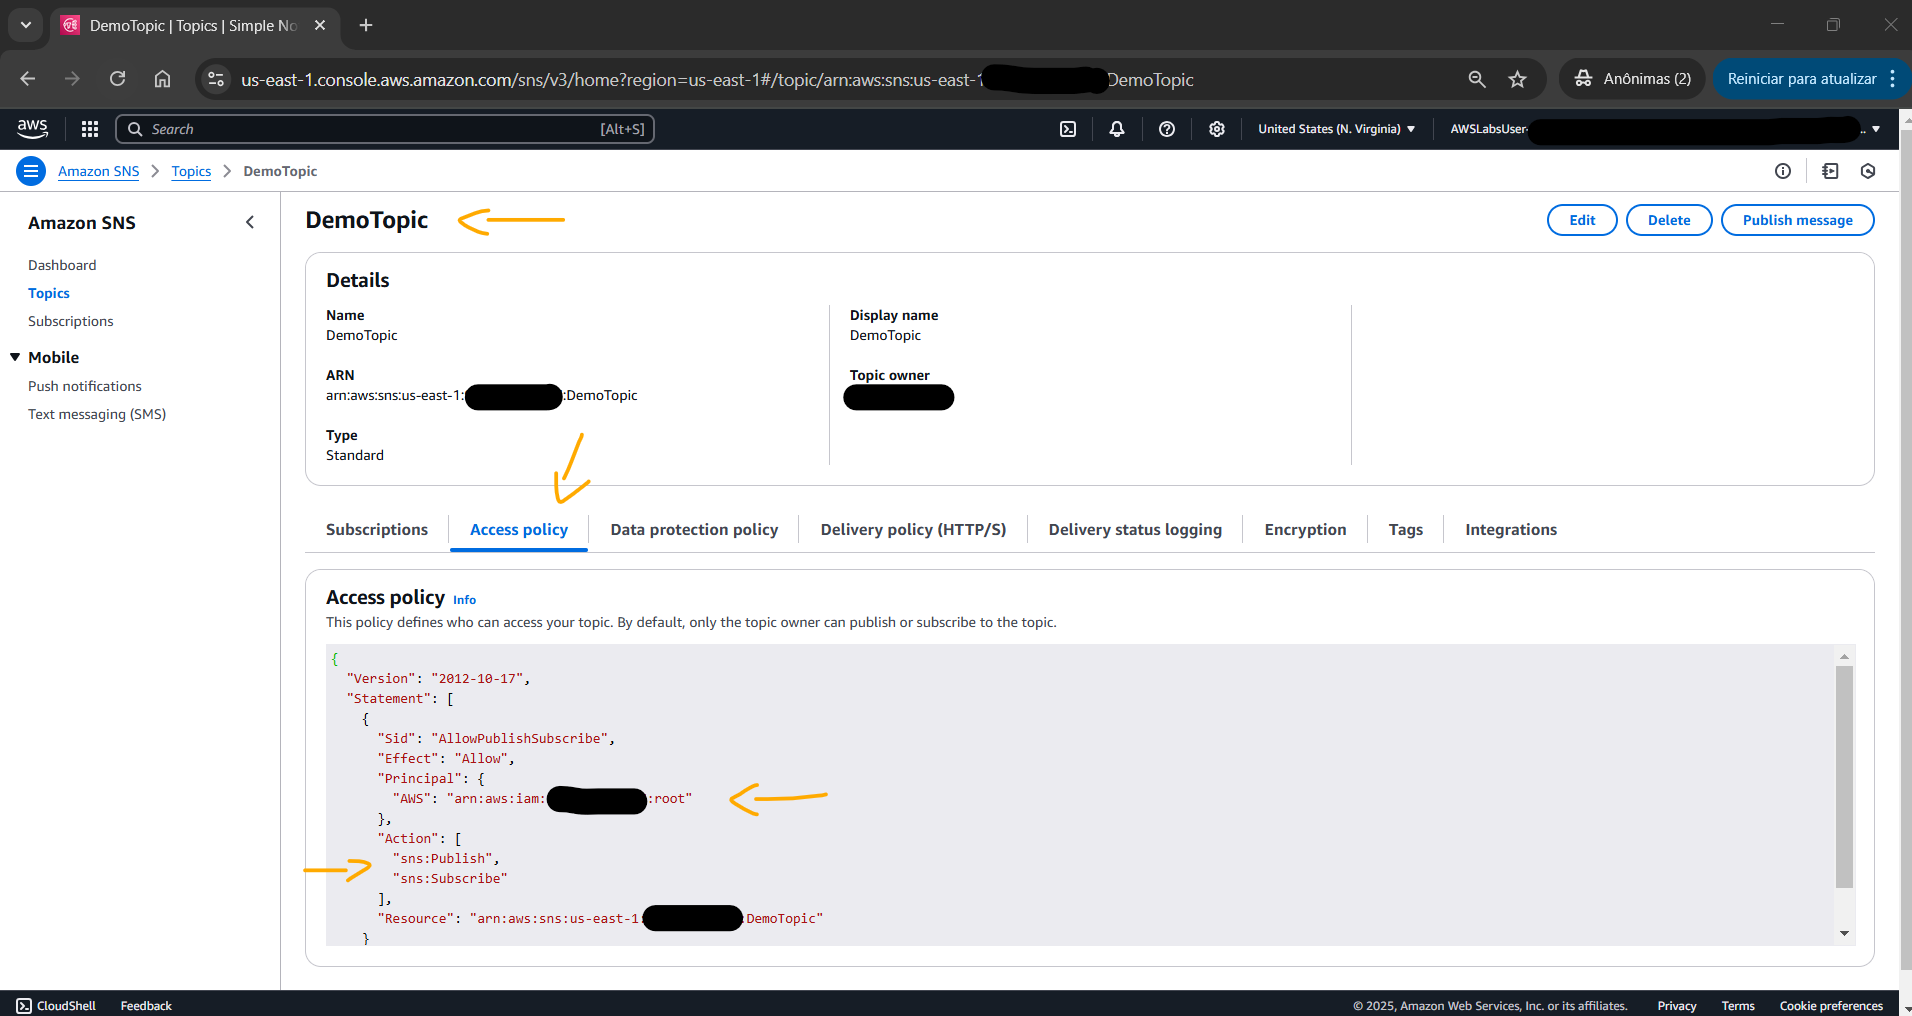 DemoTopic | Topics | Simple No
us-east-1.console.aws.amazon.com/sns/v3/home?region=us-east-1#/topic/arn:aws:sns:us-east-1 DemoTopic
Anônimas (2)
Reiniciar para atualizar
aws
Search
[Alt+S]
United States (N. Virginia)
AWSLabsUser-
..
Amazon SNS
Topics
DemoTopic
Amazon SNS
Dashboard
Topics
Subscriptions
Mobile
Push notifications
Text messaging (SMS)
DemoTopic
Edit
Delete
Publish message
Details
Name
DemoTopic
ARN
arn:aws:sns:us-east-1: :DemoTopic
Type
Standard
Display name
DemoTopic
Topic owner
Subscriptions
Access policy
Data protection policy
Delivery policy (HTTP/S)
Delivery status logging
Encryption
Tags
Integrations
Access policy Info
This policy defines who can access your topic. By default, only the topic owner can publish or subscribe to the topic.
{
"Version": "2012-10-17",
"Statement": [
{
"Sid": "AllowPublishSubscribe",
"Effect": "Allow",
"Principal": {
"AWS": "arn:aws:iam: :root"
},
"Action": [
"sns:Publish",
"sns:Subscribe"
],
"Resource": "arn:aws:sns:us-east-1: :DemoTopic"
}
CloudShell
Feedback
© 2025, Amazon Web Services, Inc. or its affiliates.
Privacy
Terms
Cookie preferences